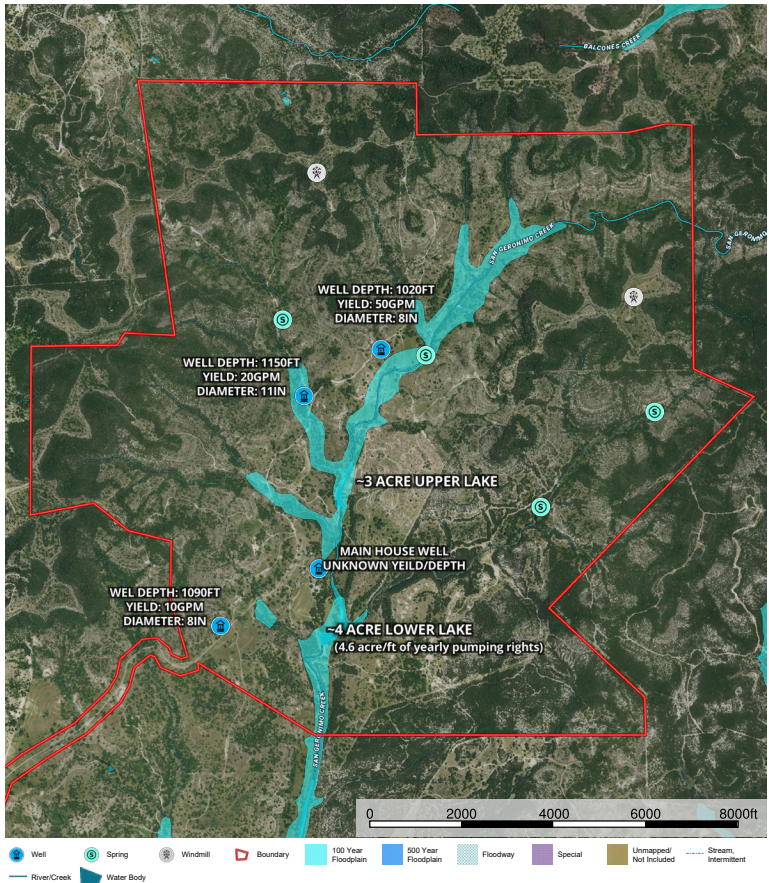 BALCONES CREEK
SAN GERONIMO CREEK
SAN GERONIMO
WELL DEPTH: 1020FT
YIELD: 50GPM
DIAMETER: 8IN
S
S
WELL DEPTH: 1150FT
YIELD: 20GPM
DIAMETER: 11IN
S
~3 ACRE UPPER LAKE
S
MAIN HOUSE WELL
UNKNOWN YEILD/DEPTH
WEL DEPTH: 1090FT
YIELD: 10GPM
DIAMETER: 8IN
~4 ACRE LOWER LAKE
(4.6 acre/ft of yearly pumping rights)
SAN GERONIMO CREEK
0 2000 4000 6000 8000ft
Well
S
Spring
Windmill
Boundary
100 Year
Floodplain
500 Year
Floodplain
Floodway
Special
Unmapped/
Not Included
Stream,
Intermittent
River/Creek
Water Body